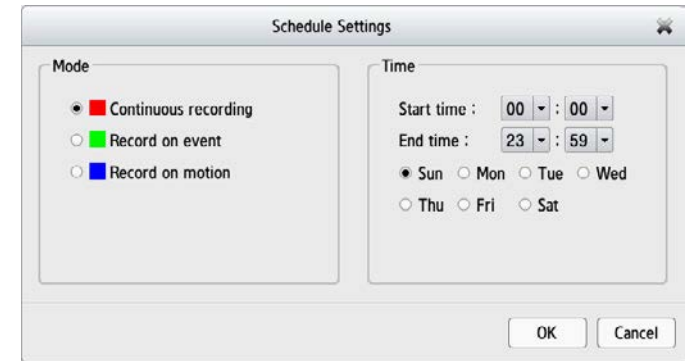 Schedule Settings
Mode
Continuous recording
Record on event
Record on motion
Time
Start time : 00 : 00
End time : 23 : 59
Sun Mon Tue Wed
Thu Fri Sat
OK Cancel